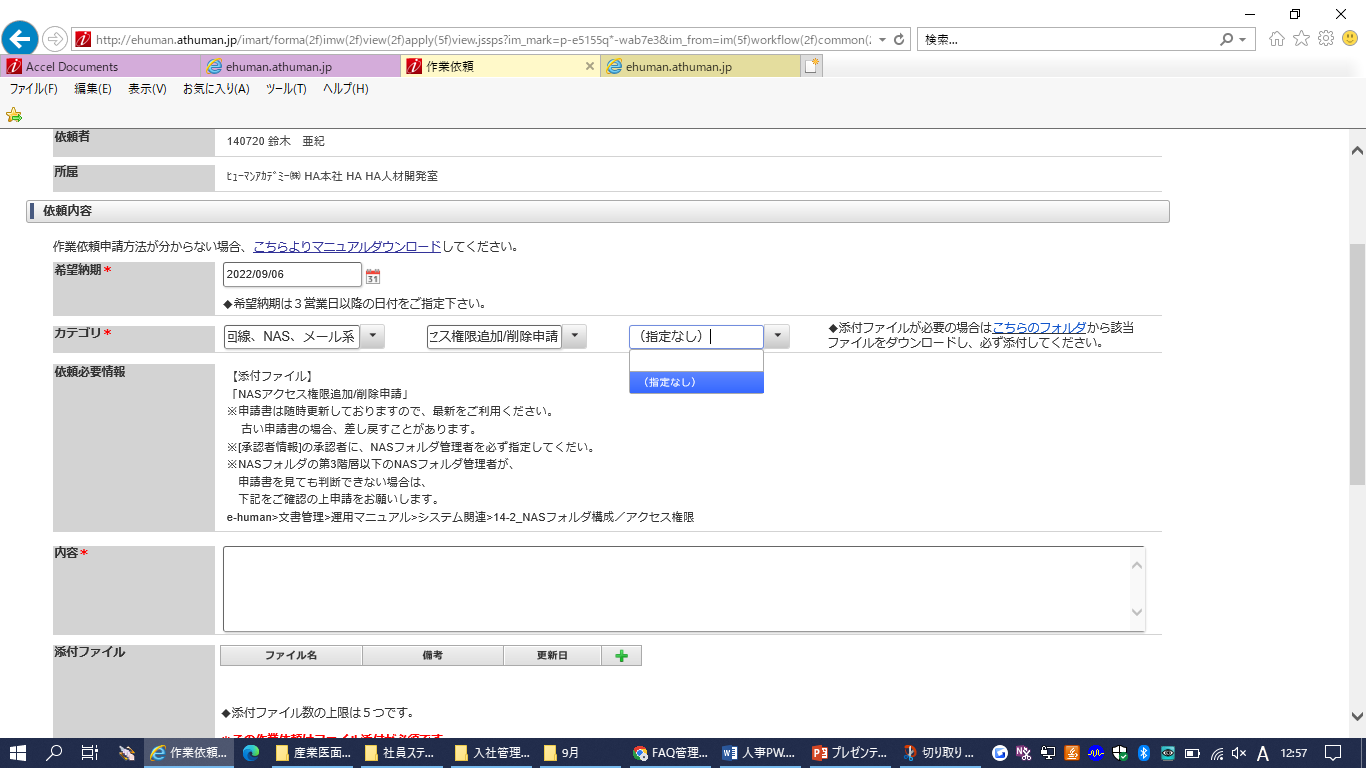 http://ehuman.athuman.jp/imart/forma(2f)imw(2f)view(2f)apply(5f)view.jssps?im_mark=p-e5155q*-wab7e3&im_from=im(5f)workflow(2f)common(2
検索...
Accel Documents
ehuman.athuman.jp
作業依頼
ehuman.athuman.jp
ファイル(F) 編集(E) 表示(V) お気に入り(A) ツール(T) ヘルプ(H)
依頼者
140720 鈴木　亜紀
所属
ﾋｭｰﾏﾝｱｶﾃﾞﾐｰ㈱ HA本社 HA HA人材開発室
依頼内容
作業依頼申請方法が分からない場合、こちらよりマニュアルダウンロードしてください。
希望納期*
2022/09/06
31
◆希望納期は３営業日以降の日付をご指定下さい。
カテゴリ*
回線、NAS、メール系
セス権限追加/削除申請
（指定なし）
（指定なし）
◆添付ファイルが必要の場合はこちらのフォルダから該当
ファイルをダウンロードし、必ず添付してください。
依頼必要情報
【添付ファイル】
「NASアクセス権限追加/削除申請」
※申請書は随時更新しておりますので、最新をご利用ください。
古い申請書の場合、差し戻すことがあります。
※[承認者情報]の承認者に、NASフォルダ管理者を必ず指定してくだい。
※NASフォルダの第3階層以下のNASフォルダ管理者が、
申請書を見ても判断できない場合は、
下記をご確認の上申請をお願いします。
e-human>文書管理>運用マニュアル>システム関連>14-2_NASフォルダ構成／アクセス権限
内容*
添付ファイル
ファイル名 備考 更新日
◆添付ファイル数の上限は５つです。
※この作業依頼はファイル添付が必須です
作業依頼...
産業医面...
社員ステ...
入社管理...
9月
FAQ管理...
人事PW....
プレゼンテ...
切り取り ...
A
12:57